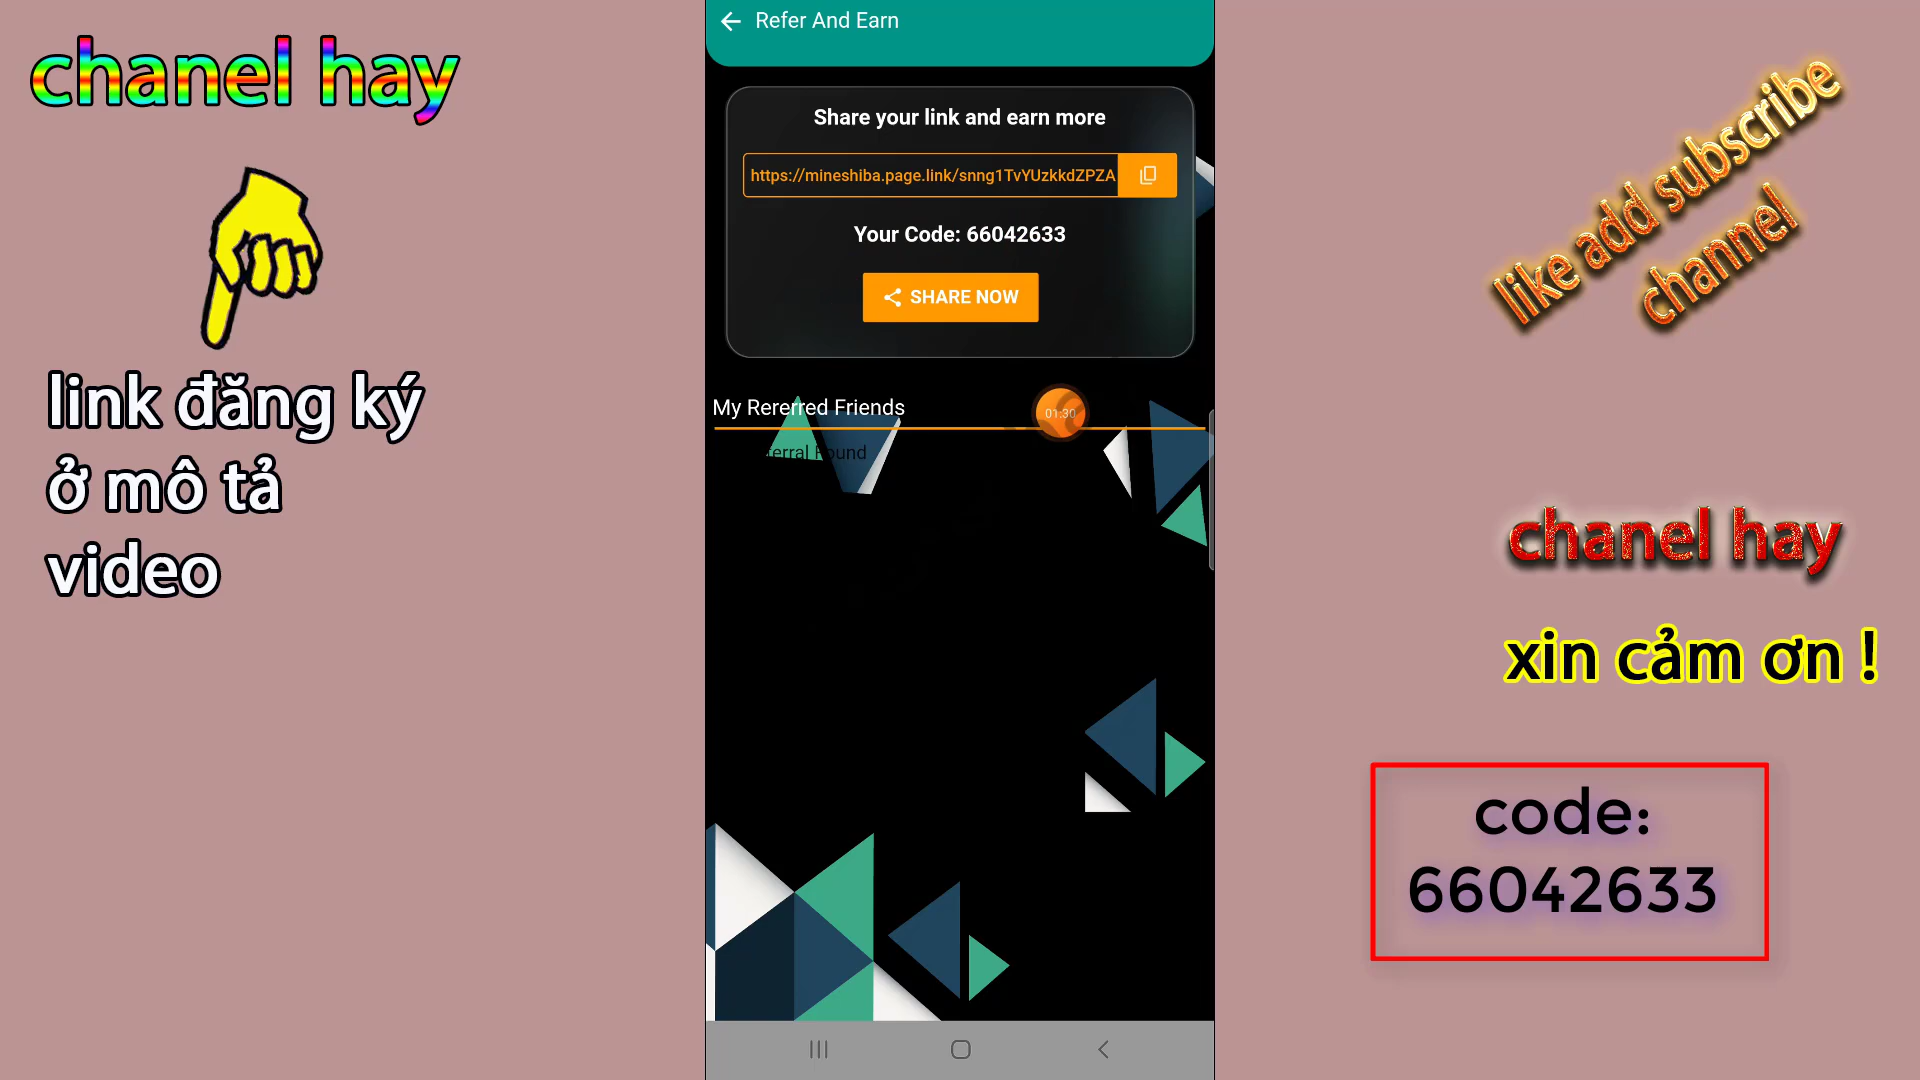 chanel hay
link đăng ký
ở mô tả
video
Refer And Earn
Share your link and earn more
https://mineshiba.page.link/snng1TvYUzkkdZPZA
Your Code: 66042633
SHARE NOW
My Rererred Friends
01:30
erral Found
like add subscribe
channel
chanel hay
xin cảm ơn !
code:
66042633